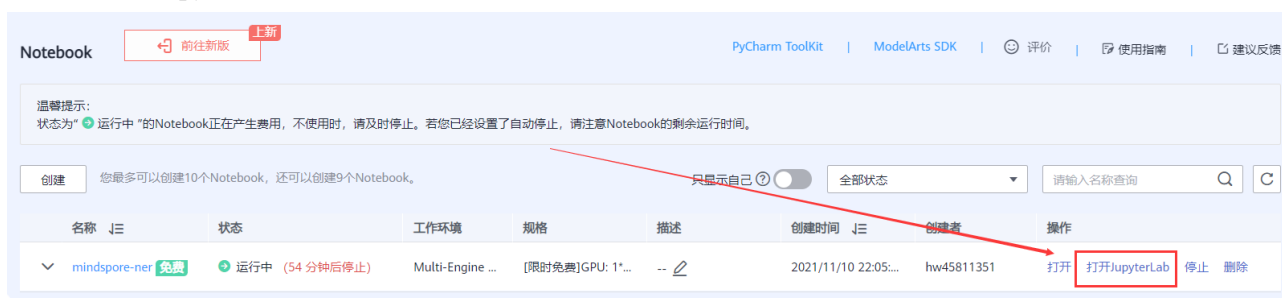 上新
Notebook 前往新版 PyCharm ToolKit | ModelArts SDK | 评价 | 使用指南 | 建议反馈
温馨提示:
状态为“ 运行中 ”的Notebook正在产生费用，不使用时，请及时停止。若您已经设置了自动停止，请注意Notebook的剩余运行时间。
创建 您最多可以创建10个Notebook，还可以创建9个Notebook。 只显示自己 全部状态 请输入名称查询
名称 状态 工作环境 规格 描述 创建时间 创建者 操作
mindspore-ner 免费 运行中 (54 分钟后停止) Multi-Engine ... [限时免费]GPU: 1*... -- 2021/11/10 22:05:... hw45811351 打开 打开JupyterLab 停止 删除